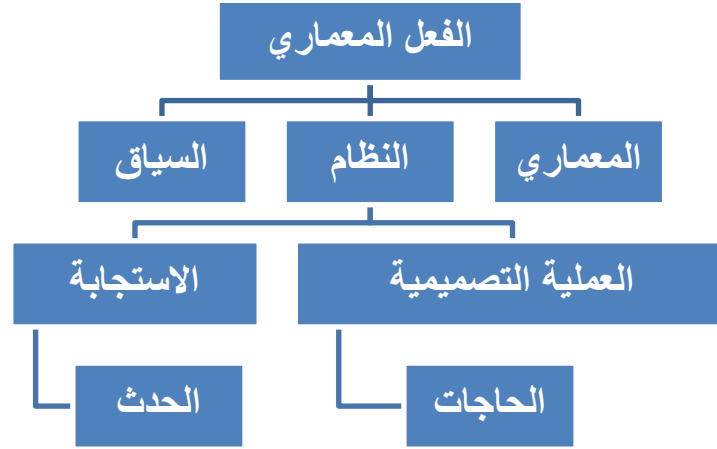 الفعل المعماري
المعماري
النظام
السياق
العملية التصميمية
الاستجابة
الحاجات
الحدث